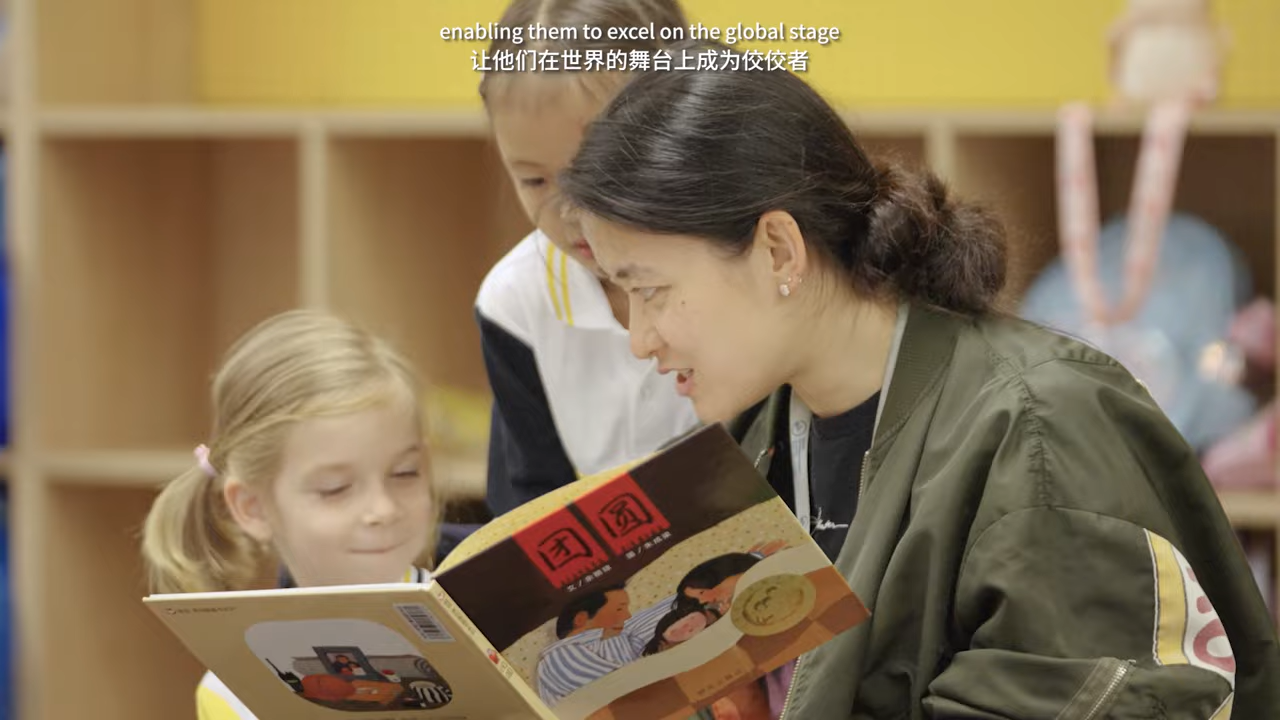 enabling them to excel on the global stage
让他们在世界的舞台上成为佼佼者
团圆